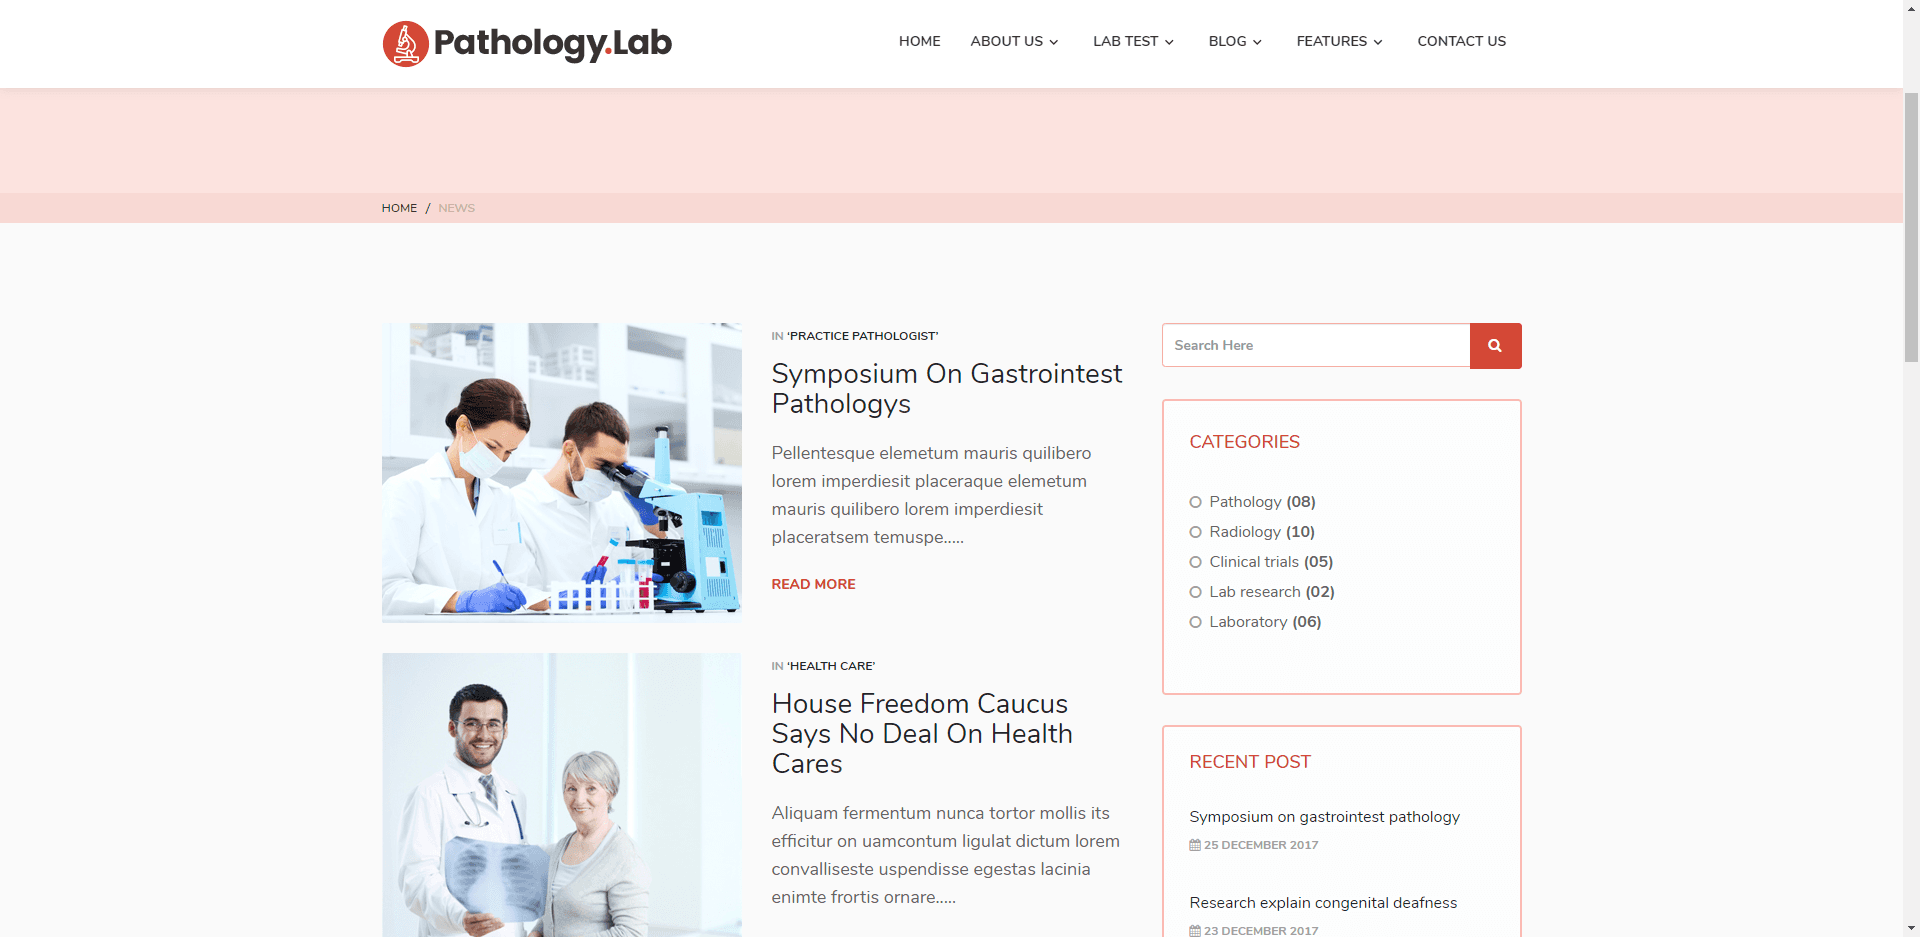 Pathology.Lab
HOME
ABOUT US
LAB TEST
BLOG
FEATURES
CONTACT US
HOME / NEWS
IN ‘PRACTICE PATHOLOGIST’
Symposium On Gastrointest
Pathologys
Pellentesque elemetum mauris quilibero
lorem imperdiesit placeraque elemetum
mauris quilibero lorem imperdiesit
placeratsem temuspe.....
READ MORE
IN ‘HEALTH CARE’
House Freedom Caucus
Says No Deal On Health
Cares
Aliquam fermentum nunca tortor mollis its
efficitur on uamcontum ligulat dictum lorem
convalliseste uspendisse egestas lacinia
enimte frortis ornare.....
Search Here
CATEGORIES
Pathology (08)
Radiology (10)
Clinical trials (05)
Lab research (02)
Laboratory (06)
RECENT POST
Symposium on gastrointest pathology
25 DECEMBER 2017
Research explain congenital deafness
23 DECEMBER 2017